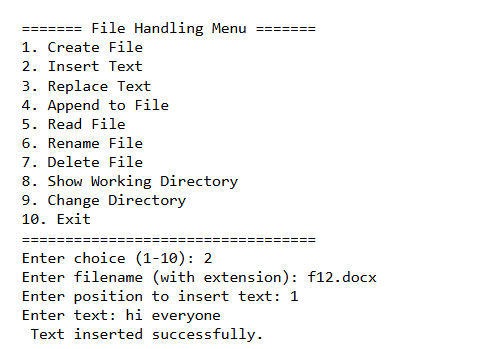 ======= File Handling Menu =======
1. Create File
2. Insert Text
3. Replace Text
4. Append to File
5. Read File
6. Rename File
7. Delete File
8. Show Working Directory
9. Change Directory
10. Exit
==================================
Enter choice (1-10): 2
Enter filename (with extension): f12.docx
Enter position to insert text: 1
Enter text: hi everyone
 Text inserted successfully.